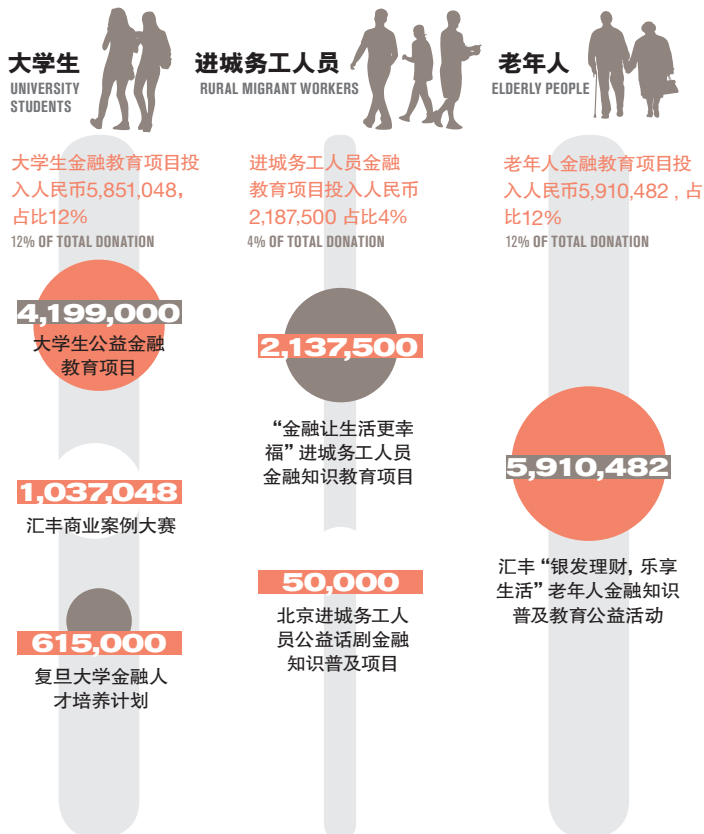 大学生
UNIVERSITY
STUDENTS
大学生金融教育项目投
入人民币5,851,048，
占比12%
12% OF TOTAL DONATION
4,199,000
大学生公益金融
教育项目
1,037,048
汇丰商业案例大赛
615,000
复旦大学金融人
才培养计划
进城务工人员
RURAL MIGRANT WORKERS
进城务工人员金融
教育项目投入人民币
2,187,500 占比4%
4% OF TOTAL DONATION
2,137,500
“金融让生活更幸
福”进城务工人员
金融知识教育项目
50,000
北京进城务工人
员公益话剧金融
知识普及项目
老年人
ELDERLY PEOPLE
老年人金融教育项目投
入人民币5,910,482，占
比12%
12% OF TOTAL DONATION
5,910,482
汇丰“银发理财，乐享
生活”老年人金融知识
普及教育公益活动